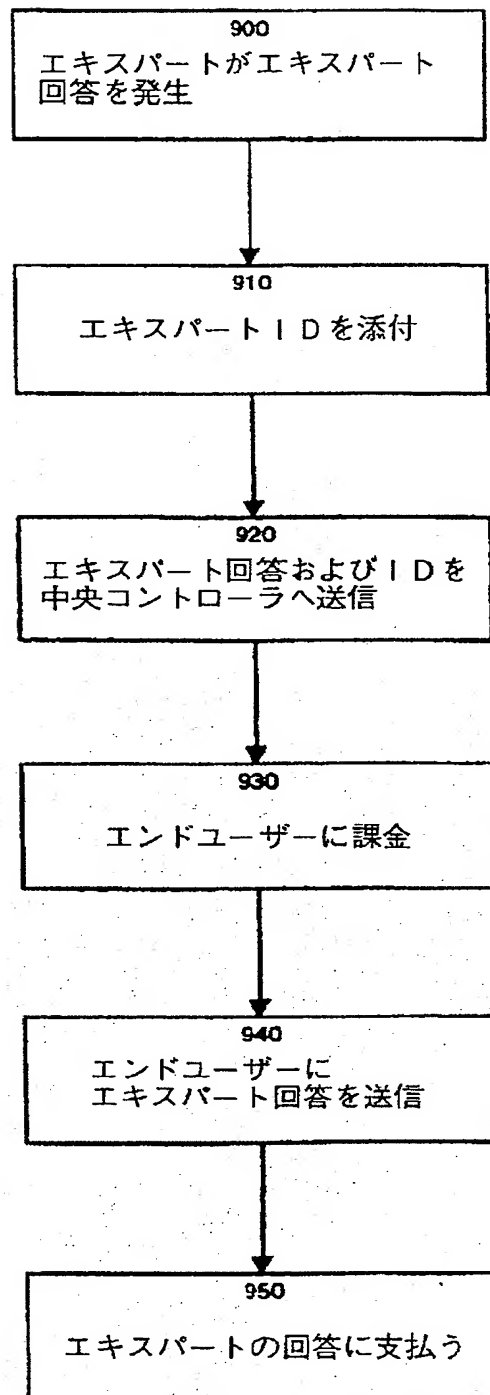 900
エキスパートがエキスパート
回答を発生
910
エキスパートＩＤを添付
920
エキスパート回答およびＩＤを
中央コントローラへ送信
930
エンドユーザーに課金
940
エンドユーザーに
エキスパート回答を送信
950
エキスパートの回答に支払う